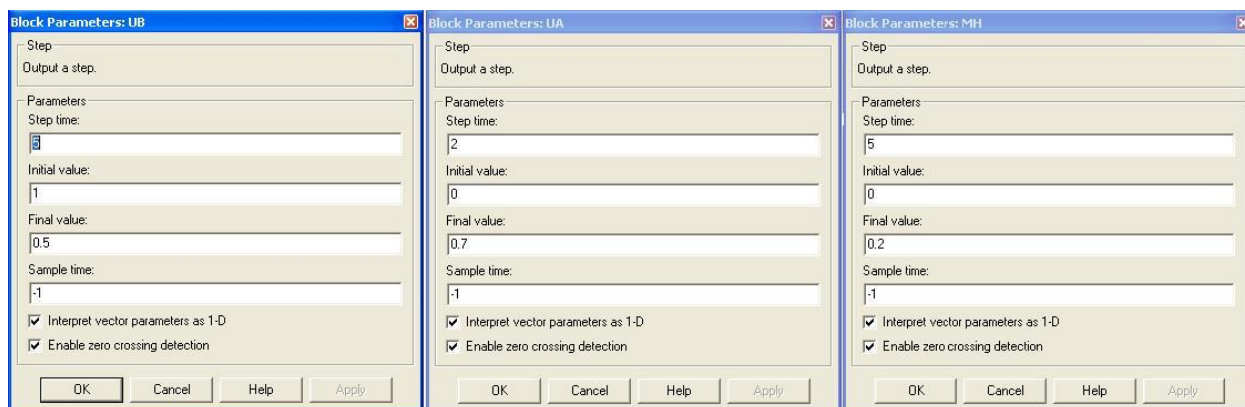 Block Parameters: UB
Step
Output a step.
Parameters
Step time:
5
Initial value:
1
Final value:
0.5
Sample time:
-1
Interpret vector parameters as 1-D
Enable zero crossing detection
OK Cancel Help Apply
Block Parameters: UA
Step
Output a step.
Parameters
Step time:
2
Initial value:
0
Final value:
0.7
Sample time:
-1
Interpret vector parameters as 1-D
Enable zero crossing detection
OK Cancel Help Apply
Block Parameters: MH
Step
Output a step.
Parameters
Step time:
5
Initial value:
0
Final value:
0.2
Sample time:
-1
Interpret vector parameters as 1-D
Enable zero crossing detection
OK Cancel Help Apply